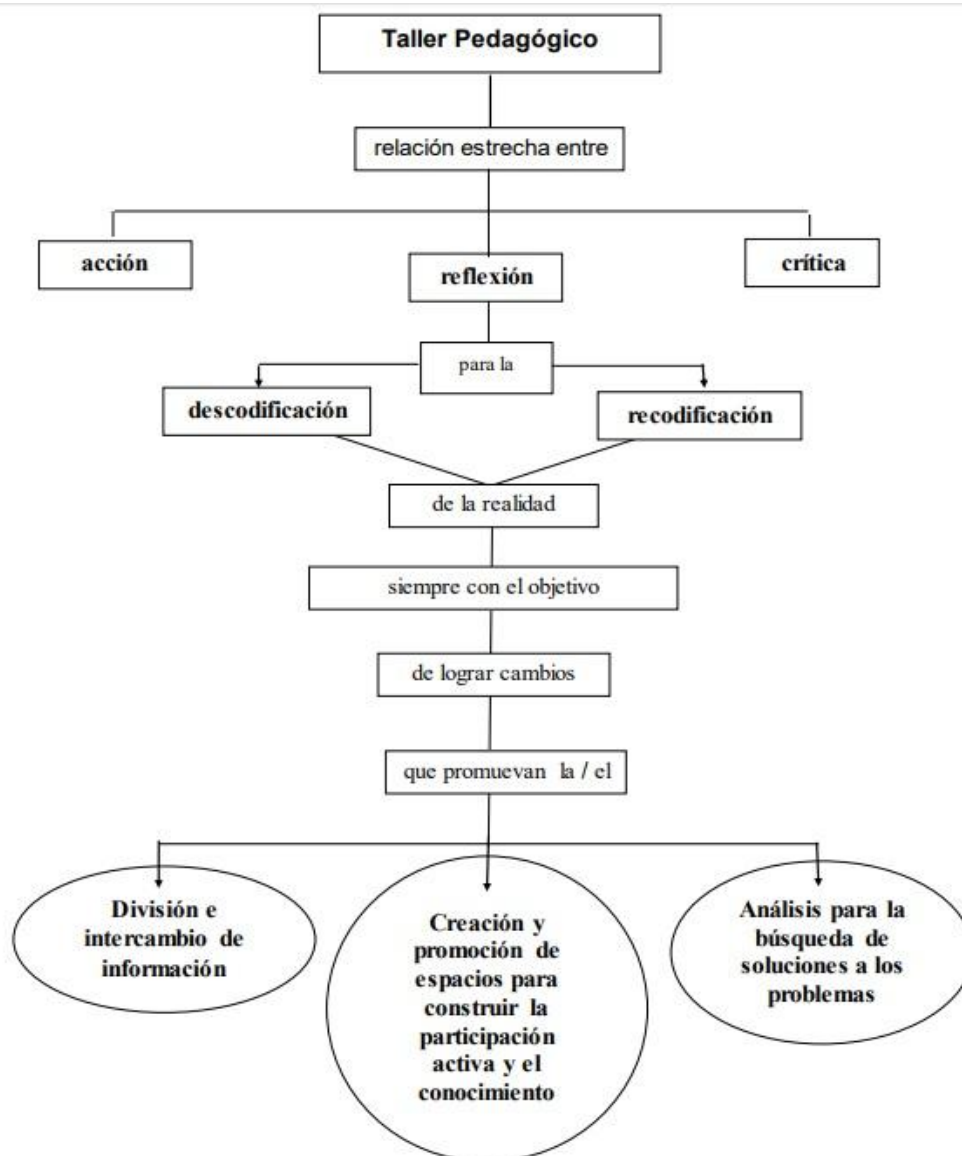 Taller Pedagógico
relación estrecha entre
acción
reflexión
crítica
para la
descodificación
recodificación
de la realidad
siempre con el objetivo
de lograr cambios
que promuevan la / el
División e
intercambio de
información
Creación y
promoción de
espacios para
construir la
participación
activa y el
conocimiento
Análisis para la
búsqueda de
soluciones a los
problemas